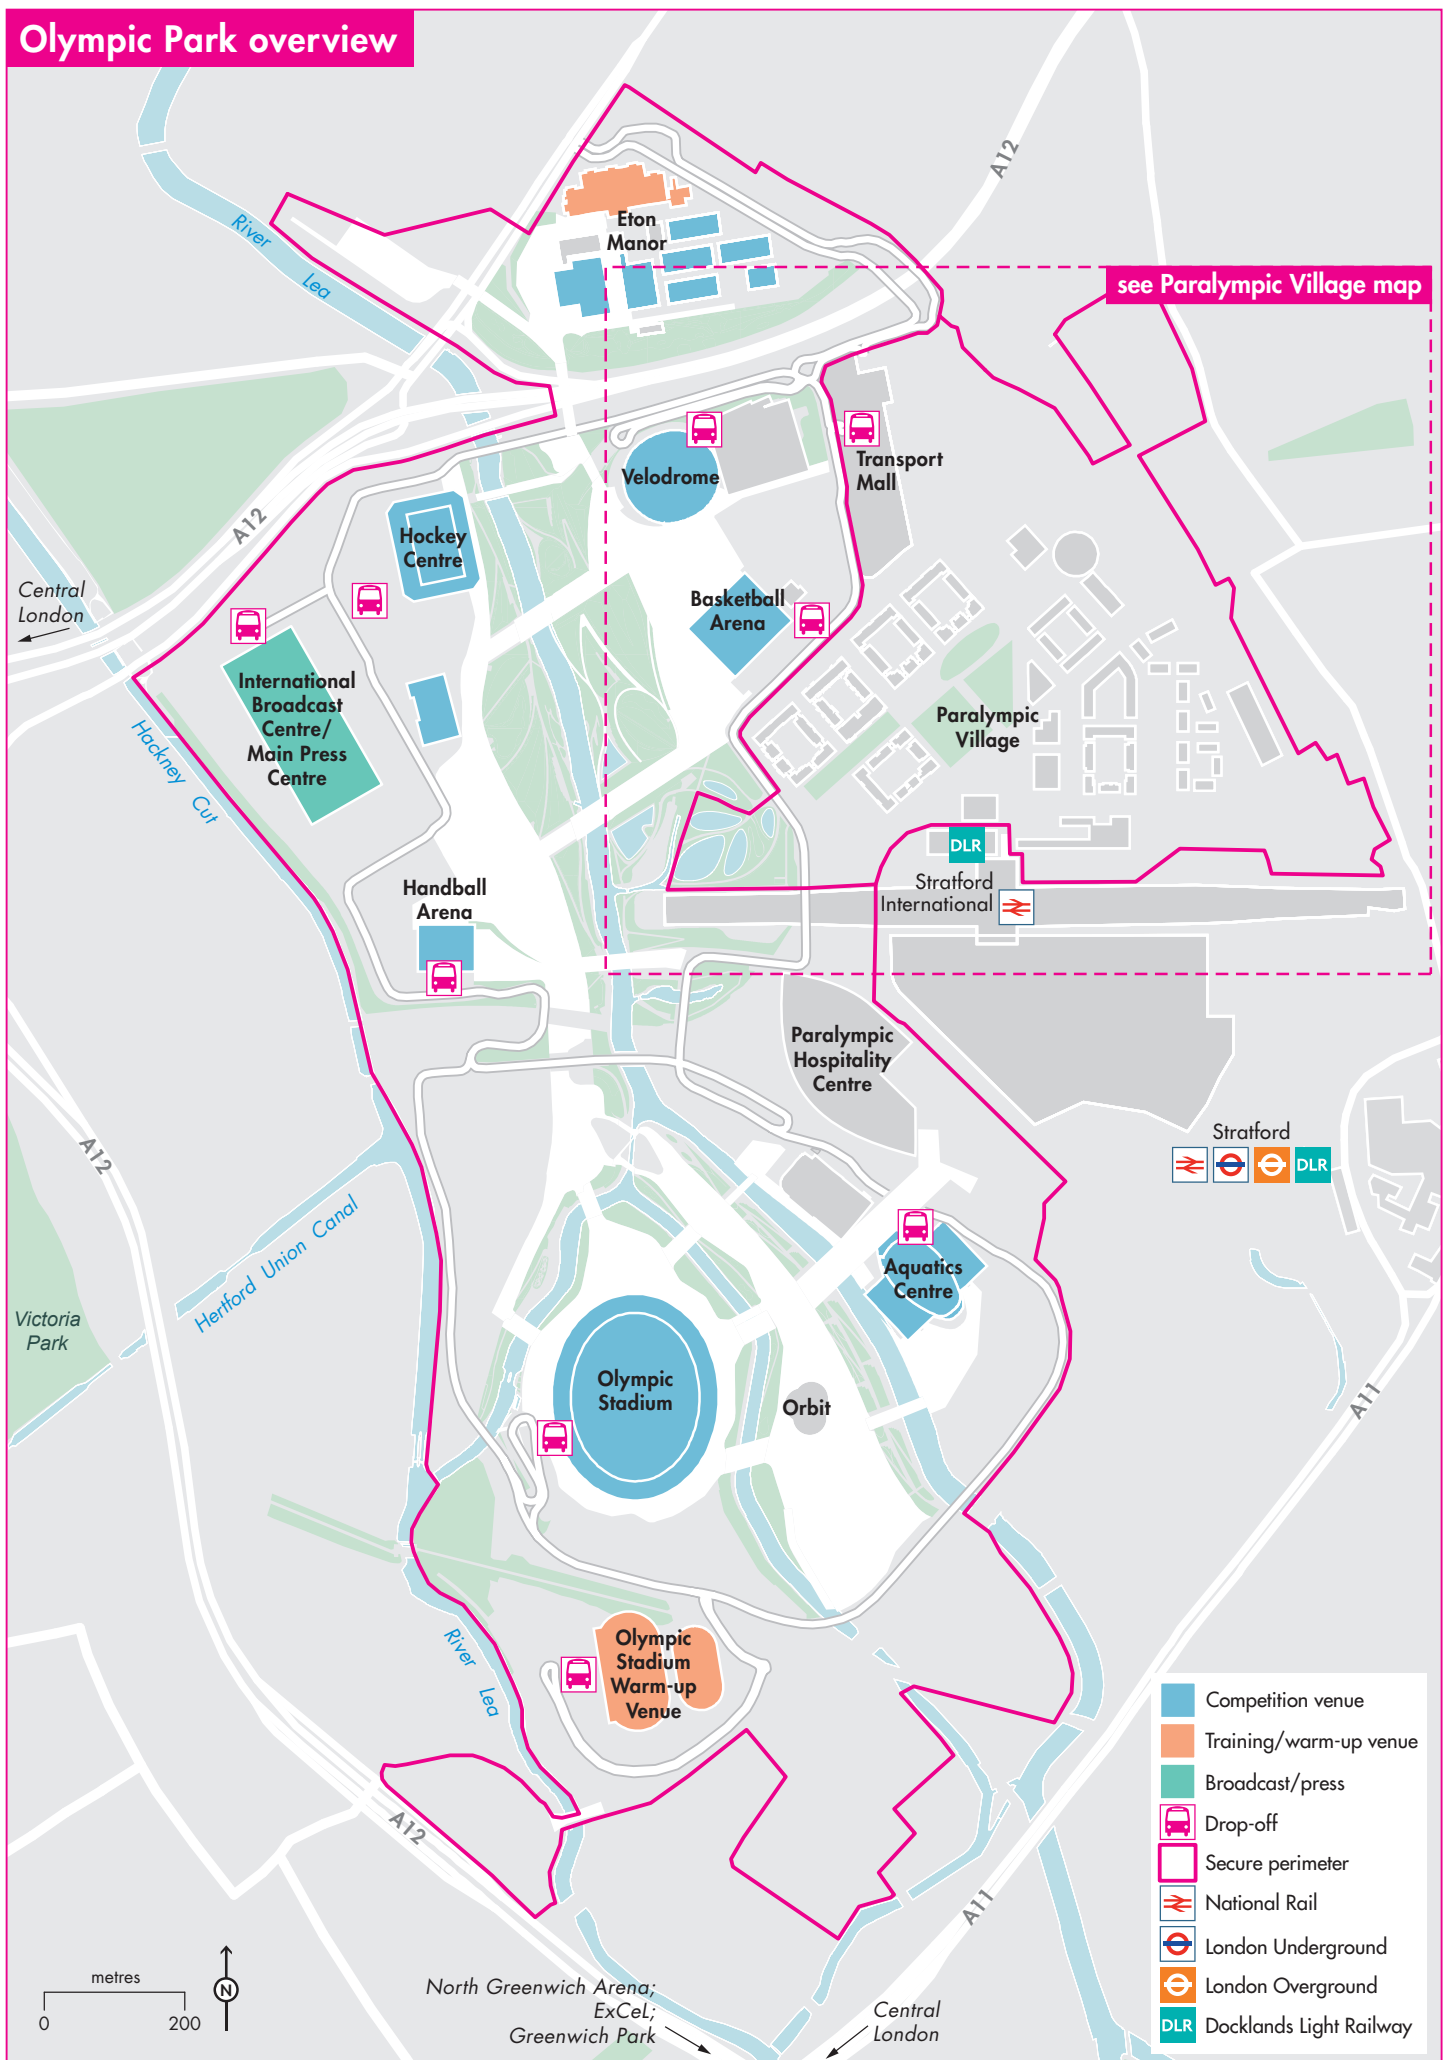 Olympic Park overview
A12
River
Lea
Eton
Manor
see Paralympic Village map
Velodrome
Transport
Mall
A12
Hockey
Centre
Central
London
Basketball
Arena
International
Broadcast
Centre/
Main Press
Centre
Hackney Cut
Paralympic
Village
DLR
Stratford
International
Handball
Arena
Paralympic
Hospitality
Centre
A12
Stratford
DLR
Hertford Union Canal
Aquatics
Centre
Victoria
Park
Olympic
Stadium
Orbit
A11
River
Lea
Olympic
Stadium
Warm-up
Venue
A12
A11
Competition venue
Training/warm-up venue
Broadcast/press
Drop-off
Secure perimeter
National Rail
London Underground
London Overground
DLR Docklands Light Railway
metres
0 200
N
North Greenwich Arena;
ExCeL;
Greenwich Park
Central
London